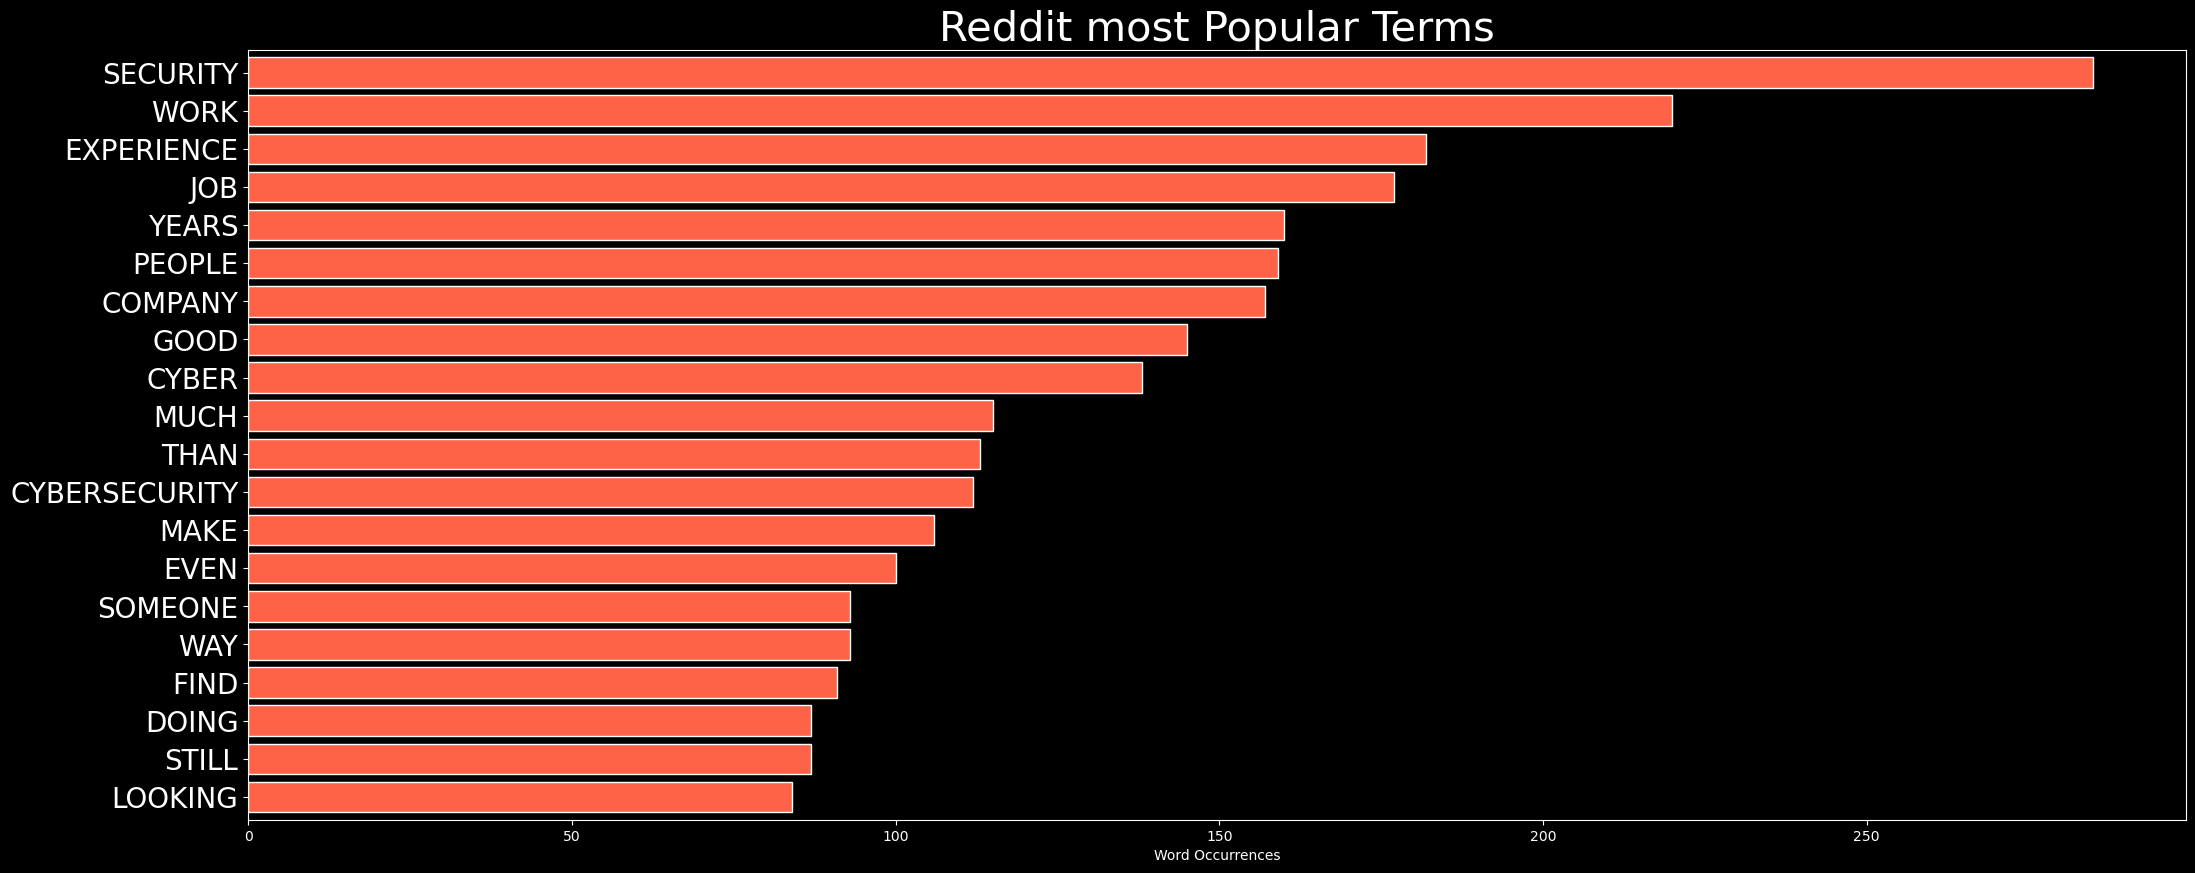 Reddit most Popular Terms
SECURITY
WORK
EXPERIENCE
JOB
YEARS
PEOPLE
COMPANY
GOOD
CYBER
MUCH
THAN
CYBERSECURITY
MAKE
EVEN
SOMEONE
WAY
FIND
DOING
STILL
LOOKING
0 50 100 150 200 250
Word Occurrences